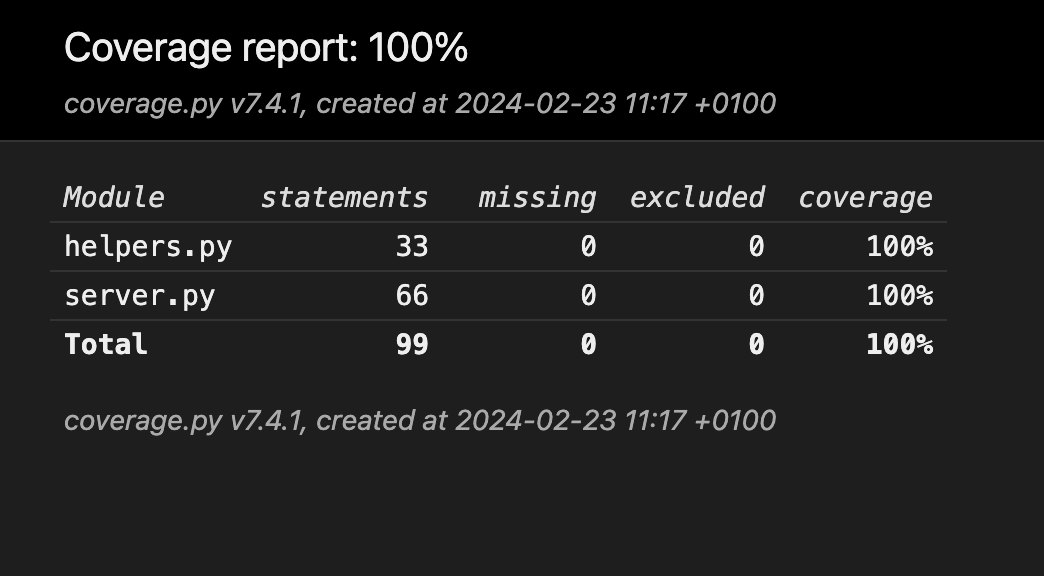 Coverage report: 100%
coverage.py v7.4.1, created at 2024-02-23 11:17 +0100
Module statements missing excluded coverage
helpers.py 33 0 0 100%
server.py 66 0 0 100%
Total 99 0 0 100%
coverage.py v7.4.1, created at 2024-02-23 11:17 +0100